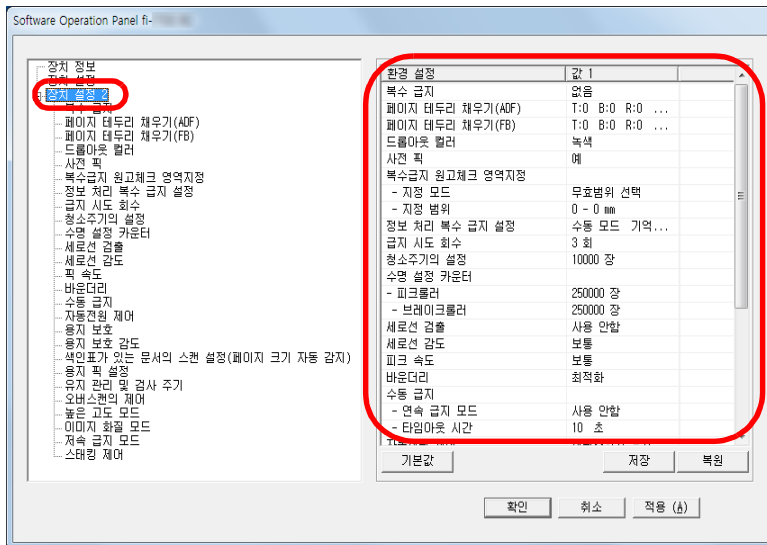 Software Operation Panel fi-
장치 정보
장치 설정
장치 설정 2
복수 급지
페이지 테두리 채우기(ADF)
페이지 테두리 채우기(FB)
드롭아웃 컬러
사전 픽
복수급지 원고체크 영역지정
정보 처리 복수 급지 설정
급지 시도 회수
청소주기의 설정
수명 설정 카운터
세로선 검출
세로선 감도
픽 속도
바운더리
수동 급지
자동전원 제어
용지 보호
용지 보호 감도
색인표가 있는 문서의 스캔 설정(페이지 크기 자동 감지)
용지 픽 설정
유지 관리 및 검사 주기
오버스캔의 제어
높은 고도 모드
이미지 화질 모드
저속 급지 모드
스태킹 제어
환경 설정 값 1
복수 급지 없음
페이지 테두리 채우기(ADF) T:0 B:0 R:0 ...
페이지 테두리 채우기(FB) T:0 B:0 R:0 ...
드롭아웃 컬러 녹색
사전 픽 예
복수급지 원고체크 영역지정
- 지정 모드 무효범위 선택
- 지정 범위 0 - 0 mm
정보 처리 복수 급지 설정 수동 모드 기억...
급지 시도 회수 3 회
청소주기의 설정 10000 장
수명 설정 카운터
- 피크롤러 250000 장
- 브레이크롤러 250000 장
세로선 검출 사용 안함
세로선 감도 보통
피크 속도 보통
바운더리 최적화
수동 급지
- 연속 급지 모드 사용 안함
- 타임아웃 시간 10 초
기본값 저장 복원
확인 취소 적용 (A)